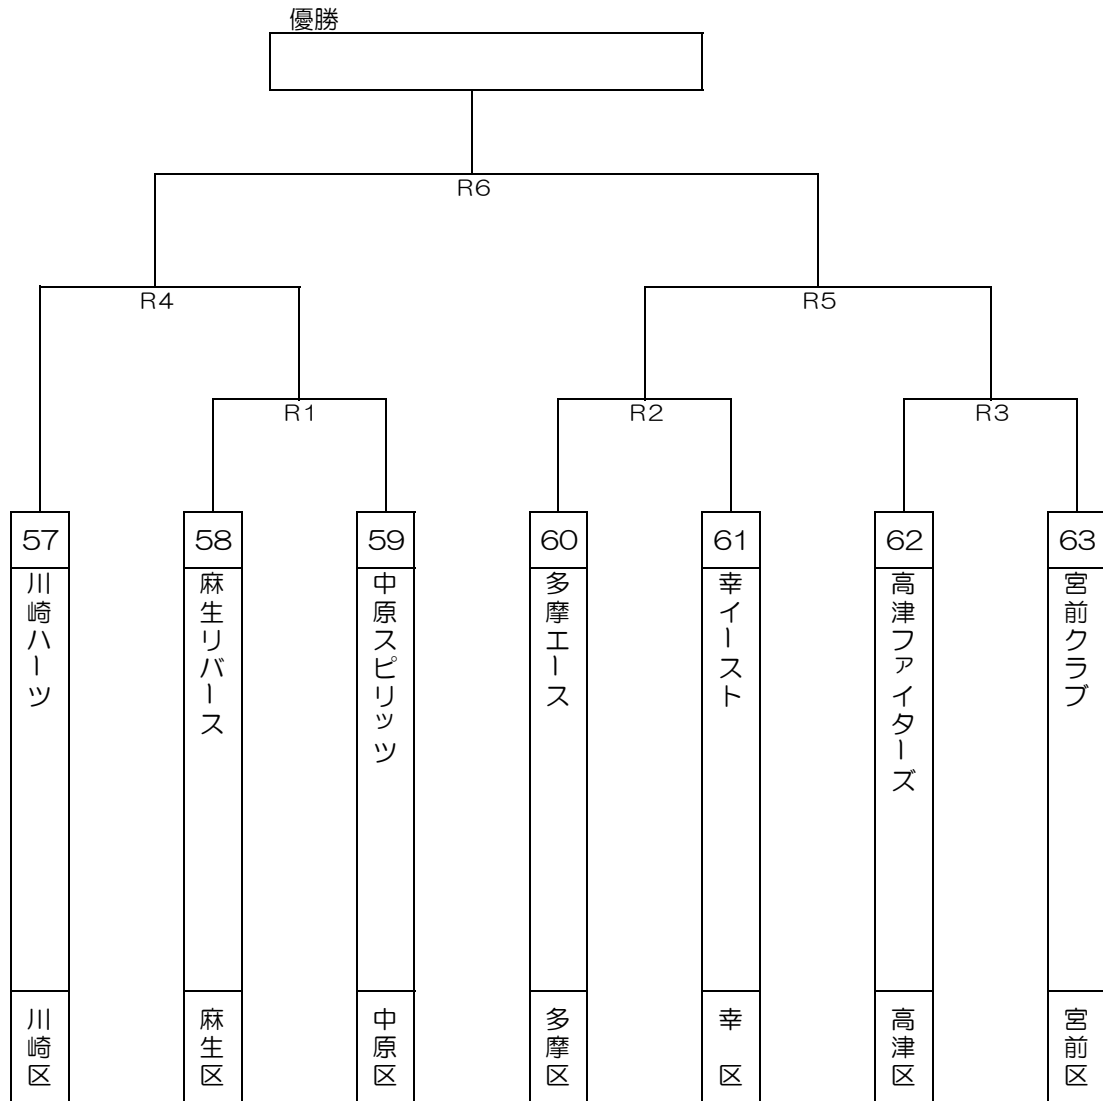 優勝
R6
R4
R5
R1
R2
R3
57
58
59
60
61
62
63
川崎ハーツ
麻生リバース
中原スピリッツ
多摩エース
幸イースト
高津ファイターズ
宮前クラブ
川崎区
麻生区
中原区
多摩区
幸　区
高津区
宮前区